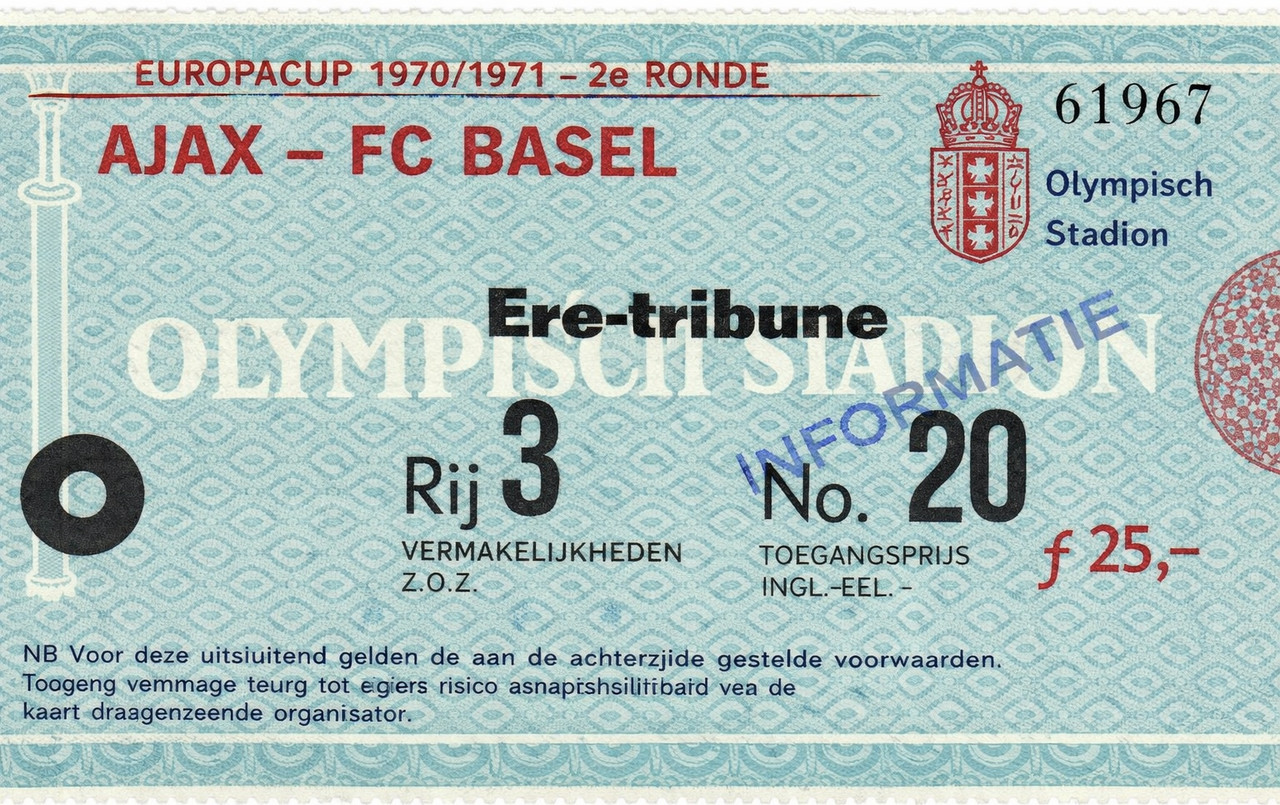 EUROPACUP 1970/1971 – 2e RONDE
61967
AJAX – FC BASEL
Olympisch
Stadion
Ere-tribune
OLYMPISCH STADION
INFORMATIE
Rij 3
No. 20
VERMAKELIJKHEDEN
Z.O.Z.
TOEGANGSPRIJS
INGL.-EEL. –
ƒ 25,–
NB Voor deze uitsiuitend gelden de aan de achterzjide gestelde voorwaarden.
Toogeng vemmage teurg tot egiers risico vea de
kaart draagenzeende organisator.